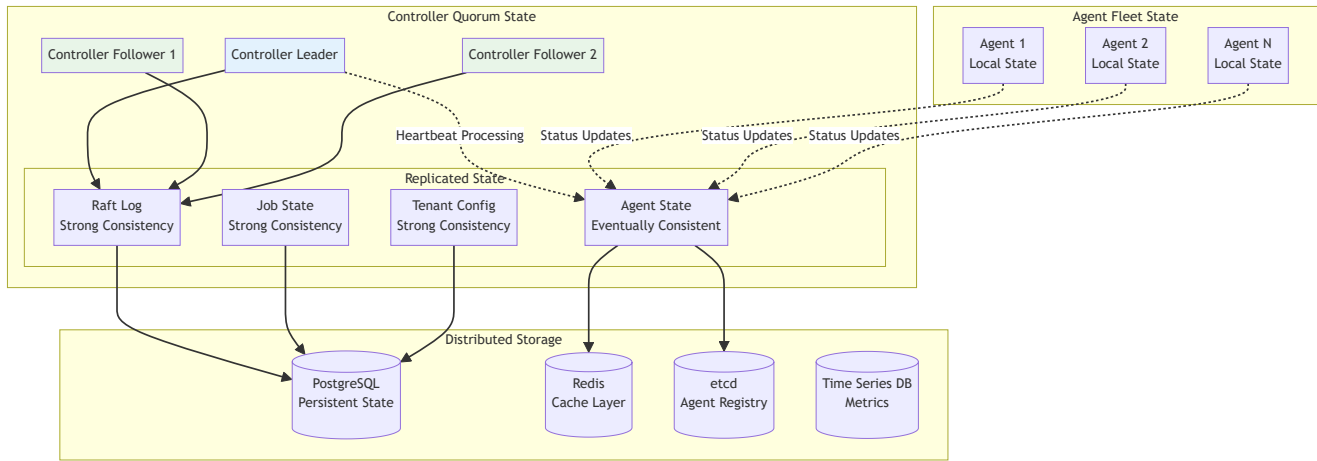 Controller Quorum State
Agent Fleet State
Controller Follower 1
Controller Leader
Controller Follower 2
Agent 1
Local State
Agent 2
Local State
Agent N
Local State
Heartbeat Processing
Status Updates
Status Updates
Status Updates
Replicated State
Raft Log
Strong Consistency
Job State
Strong Consistency
Tenant Config
Strong Consistency
Agent State
Eventually Consistent
Distributed Storage
PostgreSQL
Persistent State
Redis
Cache Layer
etcd
Agent Registry
Time Series DB
Metrics